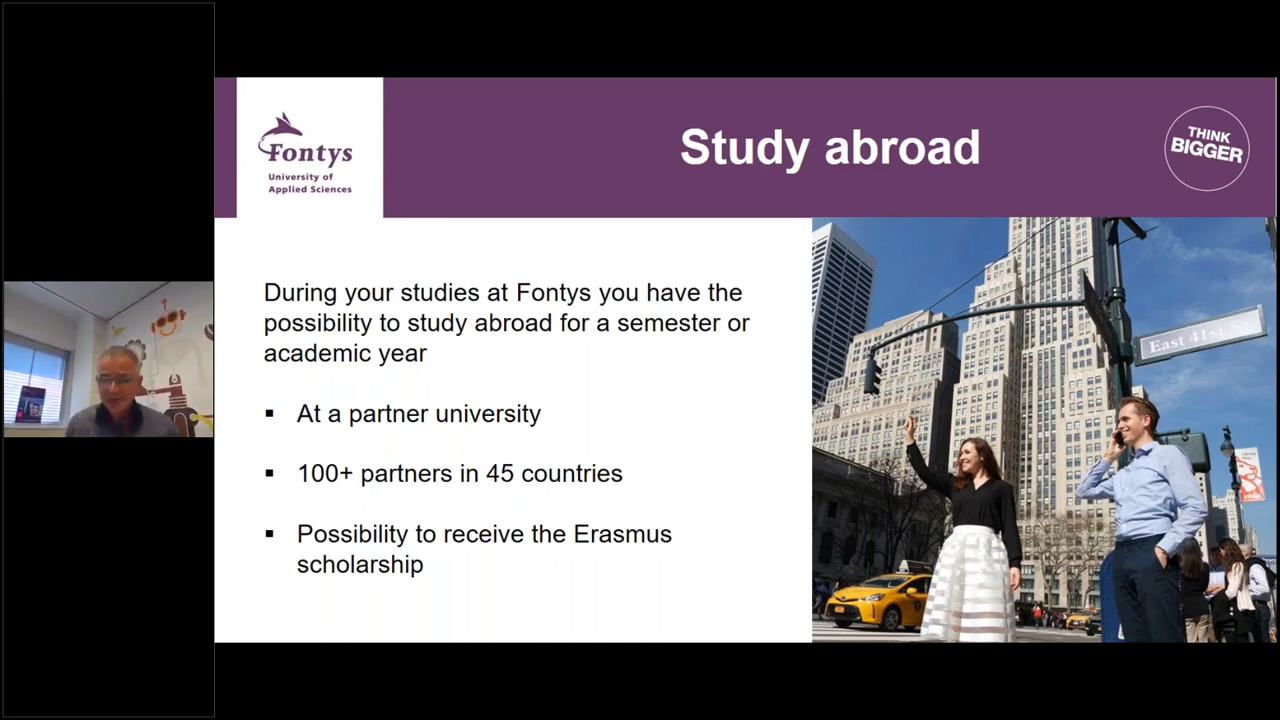 Fontys
University of
Applied Sciences
Study abroad
THINK
BIGGER
During your studies at Fontys you have the
possibility to study abroad for a semester or
academic year
▪ At a partner university
▪ 100+ partners in 45 countries
▪ Possibility to receive the Erasmus
scholarship
East 41st St